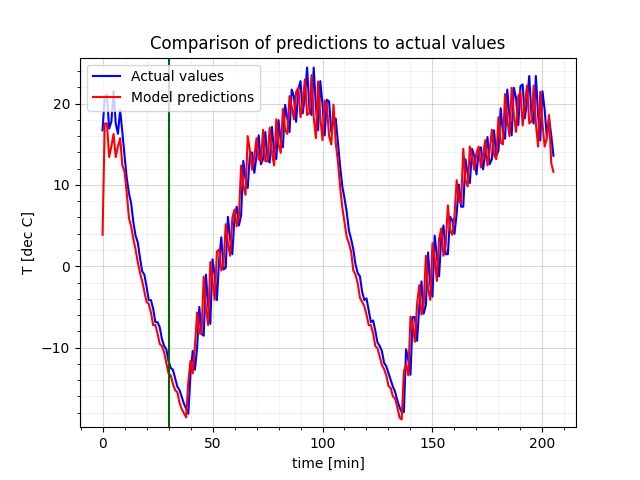 Comparison of predictions to actual values
Actual values
Model predictions
T [dec C]
20
10
0
−10
0
50
100
150
200
time [min]